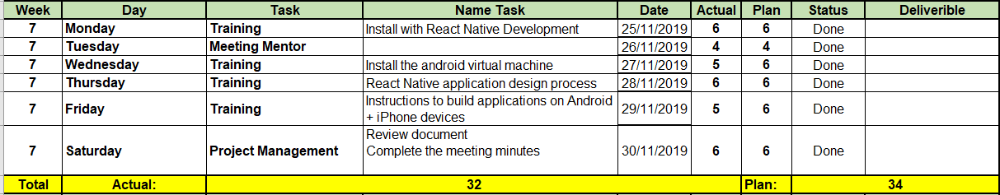 Week Day Task Name Task Date Actual Plan Status Deliverible
7 Monday Training Install with React Native Development 25/11/2019 6 6 Done
7 Tuesday Meeting Mentor 26/11/2019 4 4 Done
7 Wednesday Training Install the android virtual machine 27/11/2019 5 6 Done
7 Thursday Training React Native application design process 28/11/2019 6 6 Done
7 Friday Training Instructions to build applications on Android
+ iPhone devices 29/11/2019 5 6 Done
Review document
7 Saturday Project Management Complete the meeting minutes 30/11/2019 6 6 Done
Total Actual: 32 Plan: 34